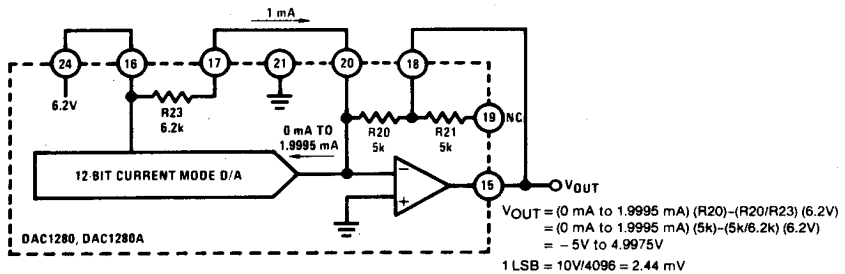 1 mA
24
16
17
21
20
18
6.2V
R23
6.2k
0 mA TO
1.9995 mA
R20
5k
R21
5k
19
NC
12-BIT CURRENT MODE D/A
−
+
15
VOUT
DAC1280, DAC1280A
VOUT = (0 mA to 1.9995 mA) (R20)–(R20/R23) (6.2V)
= (0 mA to 1.9995 mA) (5k)–(5k/6.2k) (6.2V)
= – 5V to 4.9975V
1 LSB = 10V/4096 = 2.44 mV